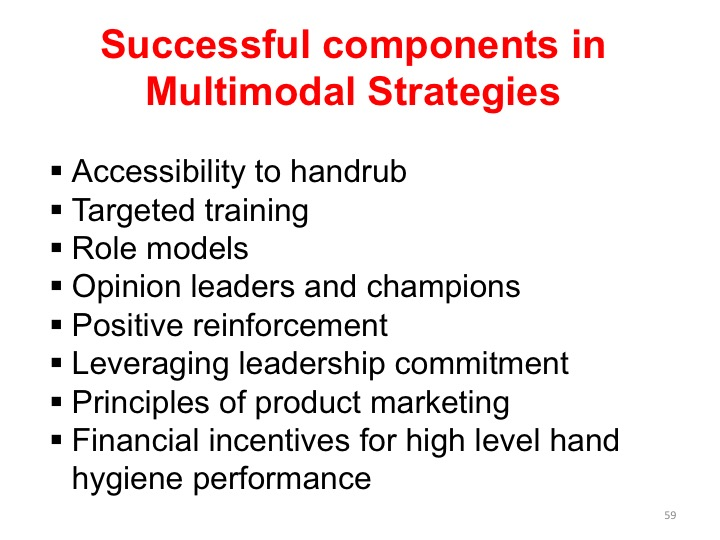 Successful components in
Multimodal Strategies
▪ Accessibility to handrub
▪ Targeted training
▪ Role models
▪ Opinion leaders and champions
▪ Positive reinforcement
▪ Leveraging leadership commitment
▪ Principles of product marketing
▪ Financial incentives for high level hand
hygiene performance
59